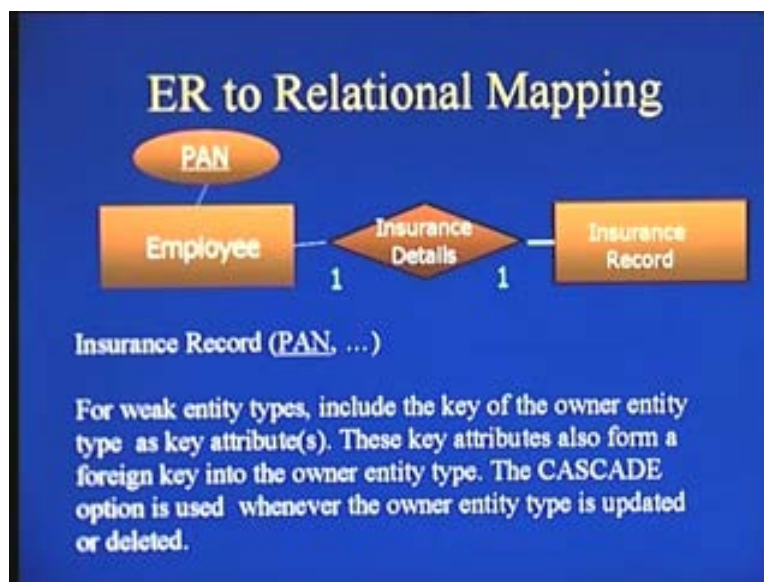 ER to Relational Mapping
PAN
Employee
Insurance
Details
Insurance
Record
1
1
Insurance Record (PAN, ...)
For weak entity types, include the key of the owner entity
type as key attribute(s). These key attributes also form a
foreign key into the owner entity type. The CASCADE
option is used whenever the owner entity type is updated
or deleted.